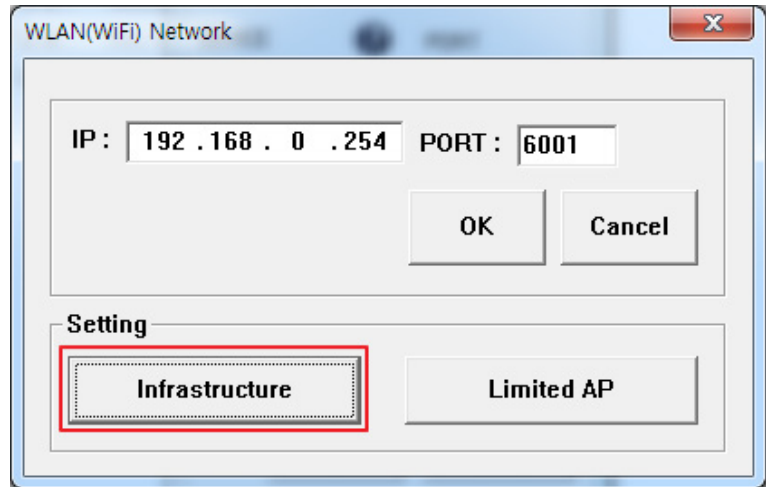 WLAN(WiFi) Network
IP : 192 .168 . 0 .254 PORT : 6001
OK Cancel
Setting
Infrastructure Limited AP